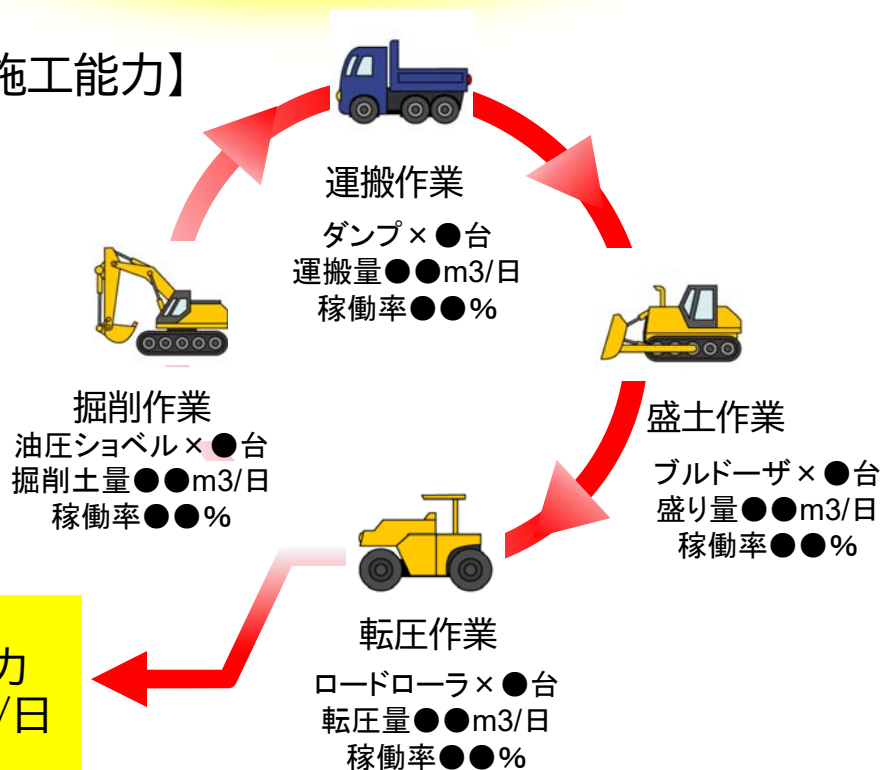 施工能力】
運搬作業
ダンプ×●台
運搬量●●m3/日
稼働率●●%
掘削作業
油圧ショベル×●台
掘削土量●●m3/日
稼働率●●%
盛土作業
ブルドーザ×●台
盛り量●●m3/日
稼働率●●%
転圧作業
ロードローラ×●台
転圧量●●m3/日
稼働率●●%
力
/日